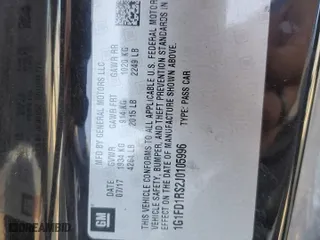 GM
MFD BY GENERAL MOTORS LLC
DATE GVWR GAWR FRT GAWR RR
07/17 1934 KG 914 KG 1020 KG
4264 LB 2015 LB 2249 LB
THIS VEHICLE CONFORMS TO ALL APPLICABLE U.S. FEDERAL MOTOR
VEHICLE SAFETY, BUMPER, AND THEFT PREVENTION STANDARDS
IN EFFECT ON THE DATE OF MANUFACTURE SHOWN ABOVE.
1G1FD1RS2J0105996 TYPE: PASS CAR
© 1dreambid